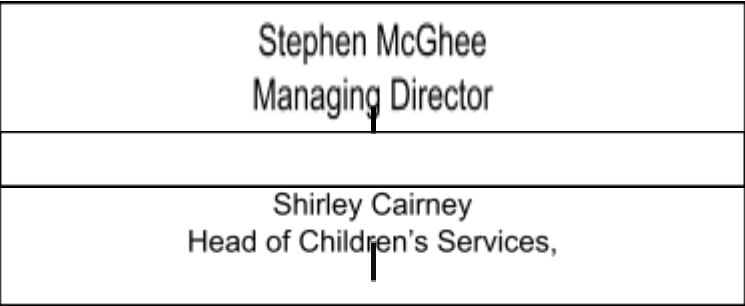 Stephen McGhee
Managing Director
Shirley Cairney
Head of Children's Services,